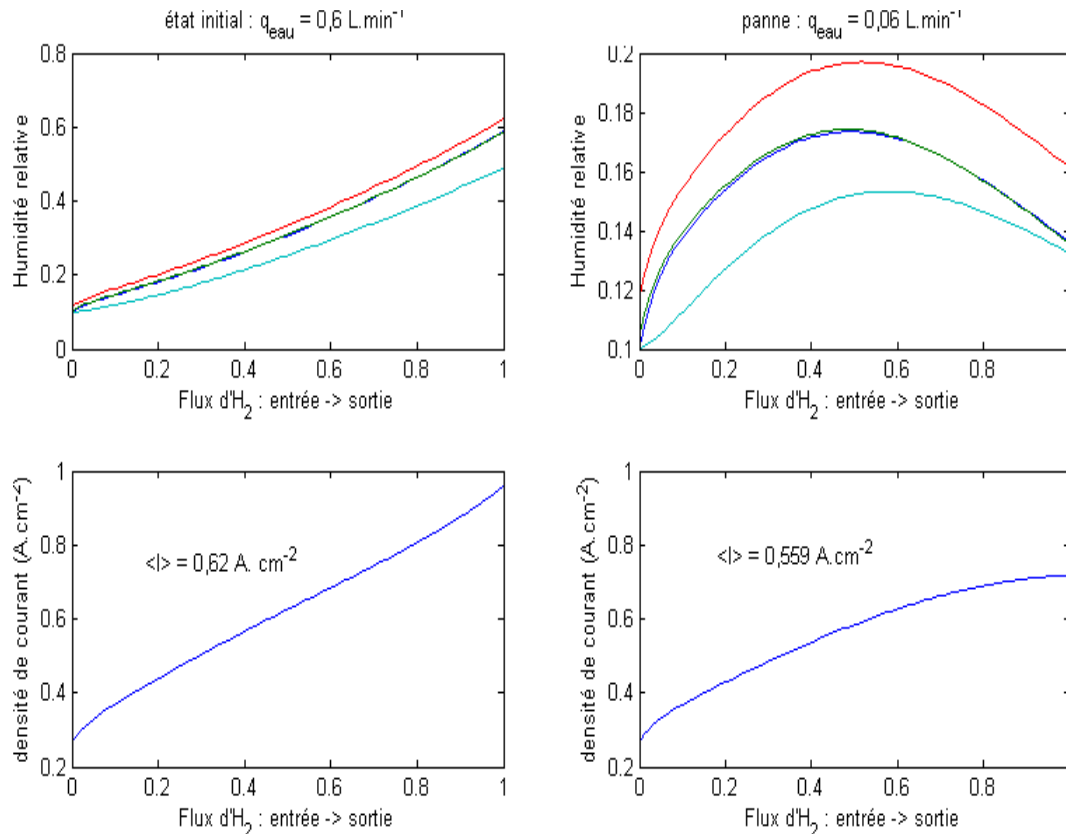 état initial : q_eau = 0,6 L.min⁻¹
Humidité relative
0.8
0.6
0.4
0.2
0
0 0.2 0.4 0.6 0.8 1
Flux d'H₂ : entrée -> sortie
panne : q_eau = 0,06 L.min⁻¹
Humidité relative
0.2
0.18
0.16
0.14
0.12
0.1
0 0.2 0.4 0.6 0.8
Flux d'H₂ : entrée -> sortie
densité de courant (A.cm⁻²)
1
0.8
0.6
0.4
0.2
<I> = 0,62 A. cm⁻²
0 0.2 0.4 0.6 0.8 1
Flux d'H₂ : entrée -> sortie
densité de courant (A.cm⁻²)
1
0.8
0.6
0.4
0.2
<I> = 0,559 A.cm⁻²
0 0.2 0.4 0.6 0.8
Flux d'H₂ : entrée -> sortie